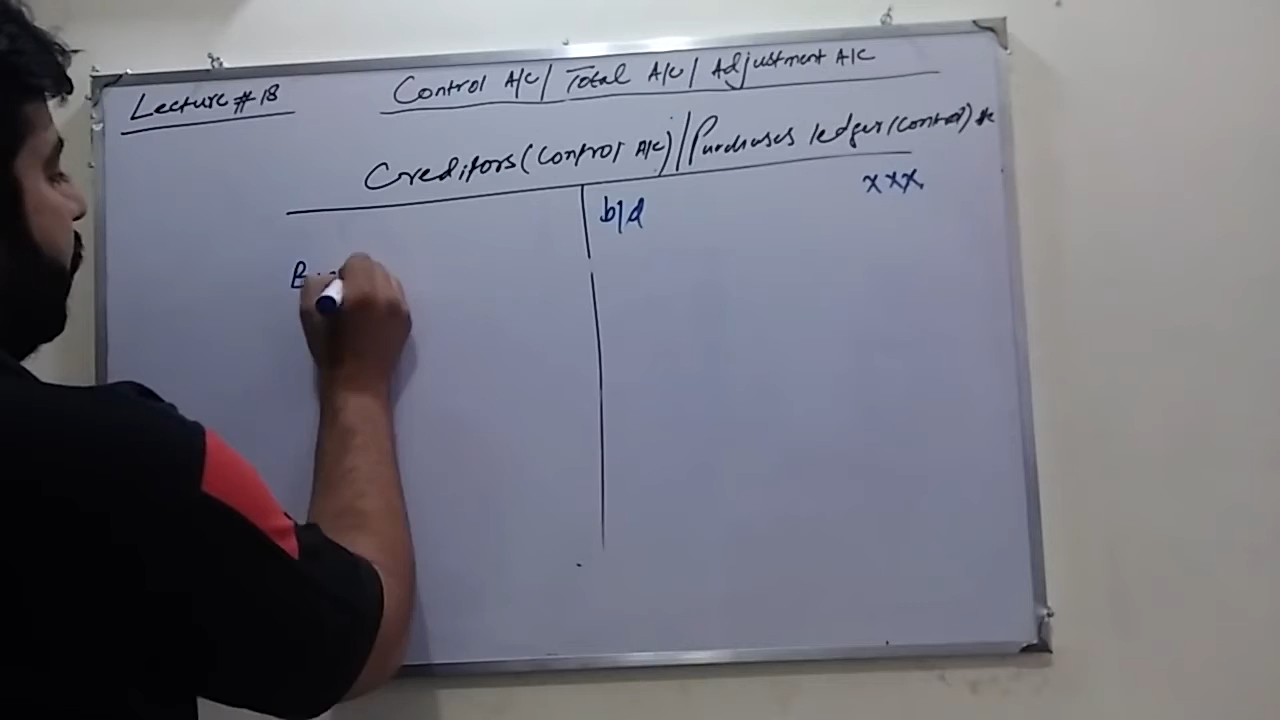 Lecture # 18
Control A/C / Total A/C / Adjustment A/C
Creditors (Control A/C) / Purchases ledger (Control) A/c
b/d xxx